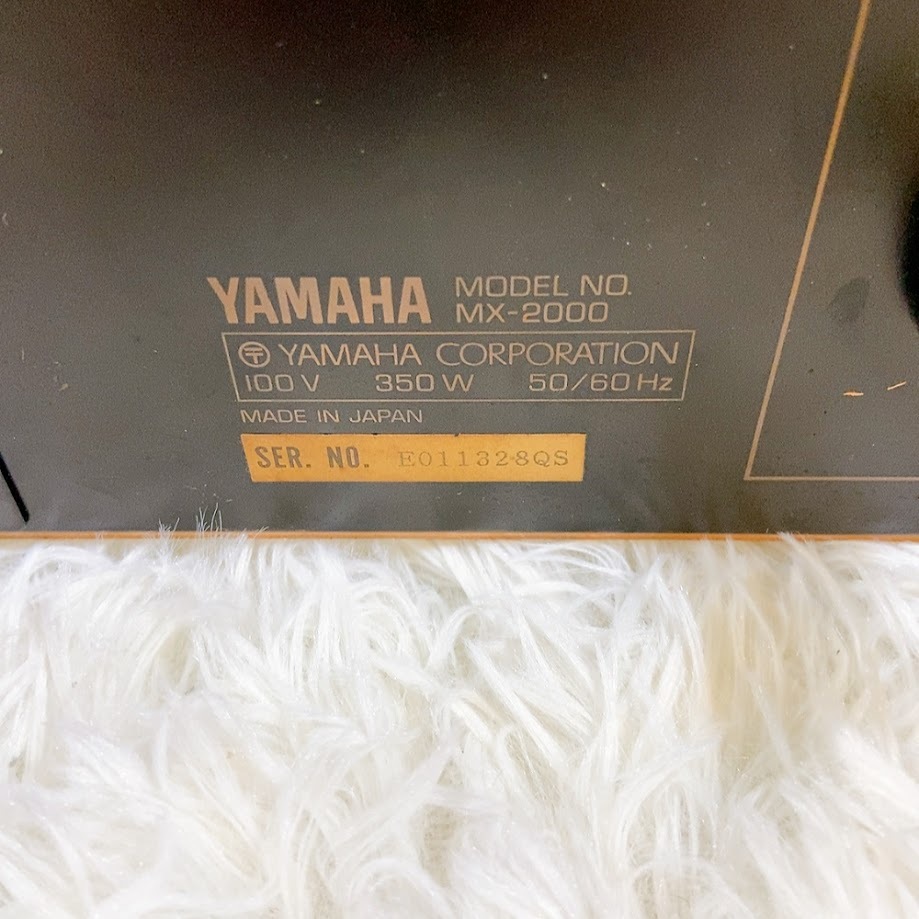 YAMAHA MODEL NO.
MX-2000
〶 YAMAHA CORPORATION
100 V 350 W 50/60 Hz
MADE IN JAPAN
SER. NO. E011328QS